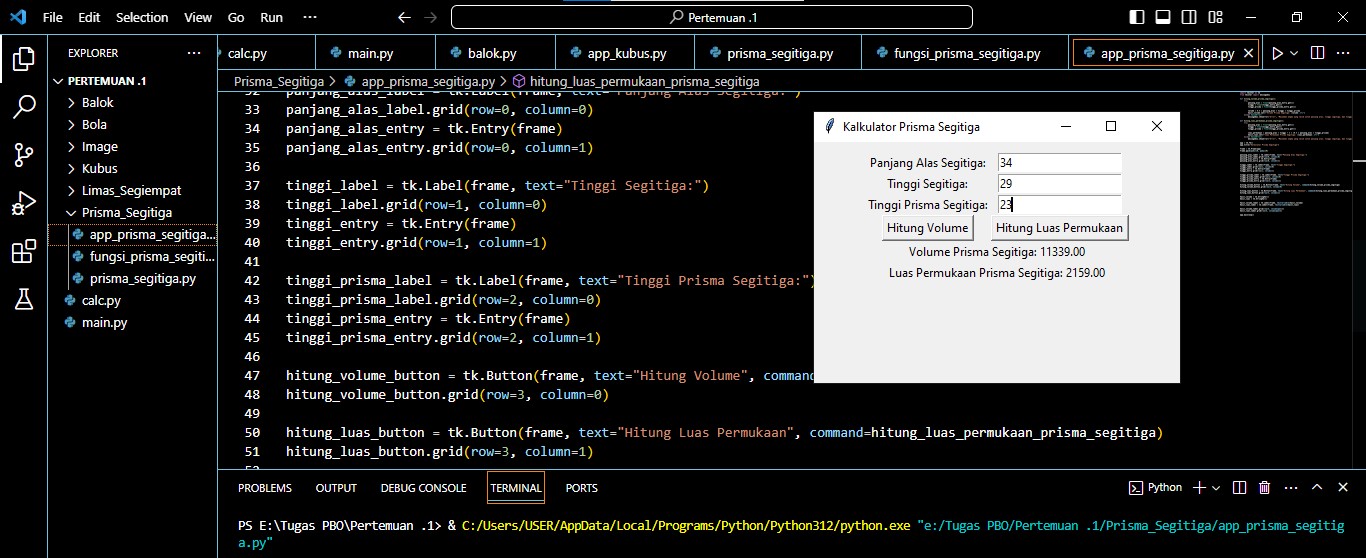 File Edit Selection View Go Run ··· Pertemuan .1
EXPLORER ···
PERTEMUAN .1
Balok
Bola
Image
Kubus
Limas_Segiempat
Prisma_Segitiga
app_prisma_segitiga...
fungsi_prisma_segiti...
prisma_segitiga.py
calc.py
main.py
calc.py main.py balok.py app_kubus.py prisma_segitiga.py fungsi_prisma_segitiga.py app_prisma_segitiga.py
Prisma_Segitiga > app_prisma_segitiga.py > hitung_luas_permukaan_prisma_segitiga
32 panjang_alas_label = tk.Label(frame, text="Panjang Alas Segitiga:")
33 panjang_alas_label.grid(row=0, column=0)
34 panjang_alas_entry = tk.Entry(frame)
35 panjang_alas_entry.grid(row=0, column=1)
36
37 tinggi_label = tk.Label(frame, text="Tinggi Segitiga:")
38 tinggi_label.grid(row=1, column=0)
39 tinggi_entry = tk.Entry(frame)
40 tinggi_entry.grid(row=1, column=1)
41
42 tinggi_prisma_label = tk.Label(frame, text="Tinggi Prisma Segitiga:")
43 tinggi_prisma_label.grid(row=2, column=0)
44 tinggi_prisma_entry = tk.Entry(frame)
45 tinggi_prisma_entry.grid(row=2, column=1)
46
47 hitung_volume_button = tk.Button(frame, text="Hitung Volume", command
48 hitung_volume_button.grid(row=3, column=0)
49
50 hitung_luas_button = tk.Button(frame, text="Hitung Luas Permukaan", command=hitung_luas_permukaan_prisma_segitiga)
51 hitung_luas_button.grid(row=3, column=1)
52
Kalkulator Prisma Segitiga
Panjang Alas Segitiga: 34
Tinggi Segitiga: 29
Tinggi Prisma Segitiga: 23
Hitung Volume Hitung Luas Permukaan
Volume Prisma Segitiga: 11339.00
Luas Permukaan Prisma Segitiga: 2159.00
PROBLEMS OUTPUT DEBUG CONSOLE TERMINAL PORTS Python
PS E:\Tugas PBO\Pertemuan .1> & C:/Users/USER/AppData/Local/Programs/Python/Python312/python.exe "e:/Tugas PBO/Pertemuan .1/Prisma_Segitiga/app_prisma_segitig
a.py"